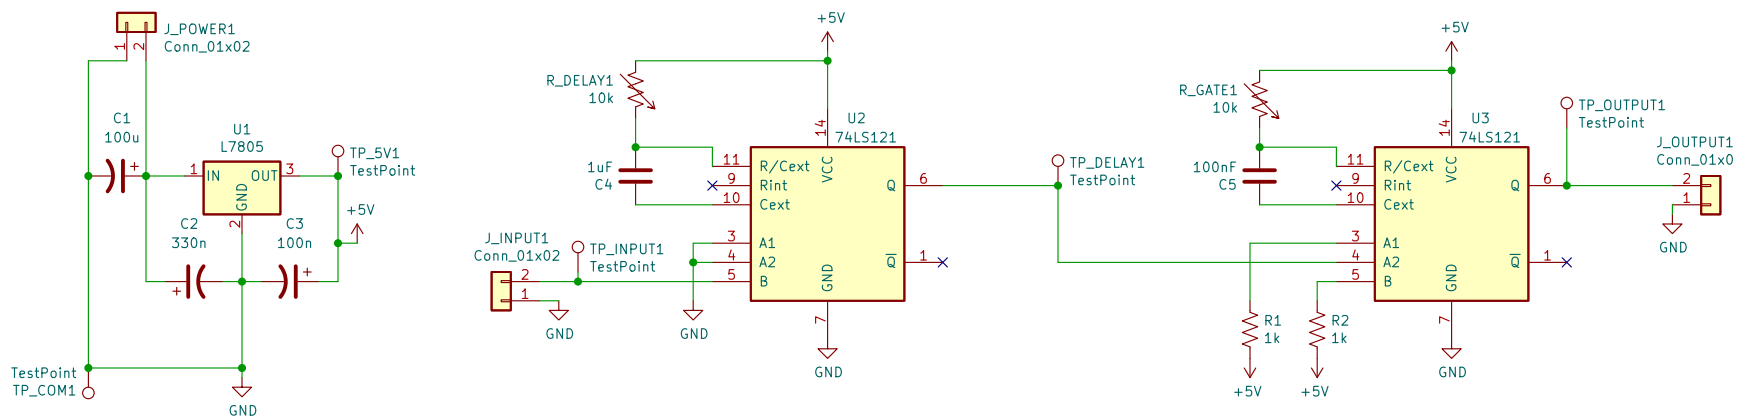 J_POWER1
Conn_01x02
1
2
C1
100u
+
U1
L7805
1
IN
OUT
3
GND
2
TP_5V1
TestPoint
+5V
C2
330n
+
C3
100n
+
TestPoint
TP_COM1
GND
J_INPUT1
Conn_01x02
2
1
GND
TP_INPUT1
TestPoint
GND
R_DELAY1
10k
1uF
C4
+5V
U2
74LS121
14
VCC
11
R/Cext
9
Rint
10
Cext
3
A1
4
A2
5
B
Q
6
Q
1
GND
7
GND
TP_DELAY1
TestPoint
R_GATE1
10k
100nF
C5
+5V
U3
74LS121
14
VCC
11
R/Cext
9
Rint
10
Cext
3
A1
4
A2
5
B
Q
6
Q
1
GND
7
GND
R1
1k
+5V
R2
1k
+5V
TP_OUTPUT1
TestPoint
J_OUTPUT1
Conn_01x0
2
1
GND